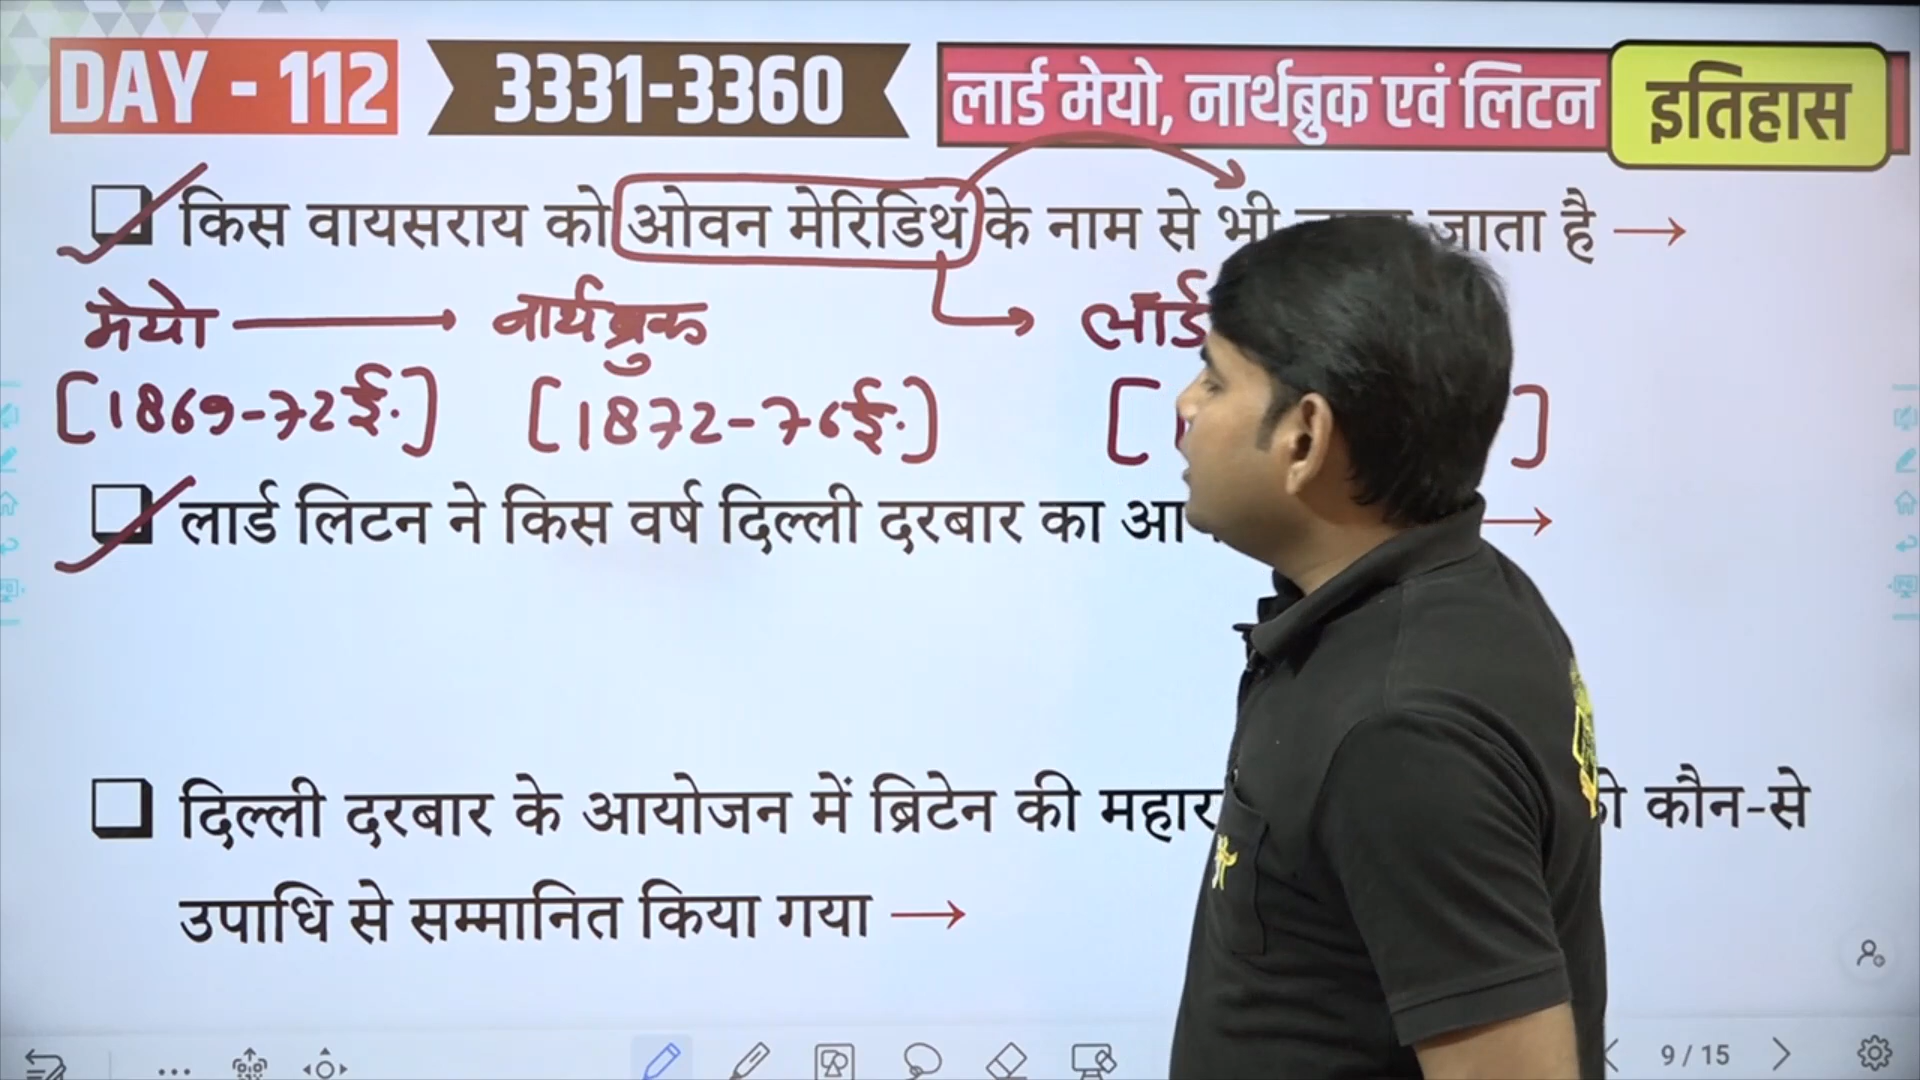 DAY - 112
3331-3360
लार्ड मेयो, नार्थब्रुक एवं लिटन
इतिहास
किस वायसराय को ओवन मेरिडिथ के नाम से भी जाता है →
मेयो → नार्थब्रुक → लॉर्ड
[1869-72ई.] [1872-76ई.] [ ]
लार्ड लिटन ने किस वर्ष दिल्ली दरबार का →
दिल्ली दरबार के आयोजन में ब्रिटेन की कौन-से
उपाधि से सम्मानित किया गया →
9 / 15